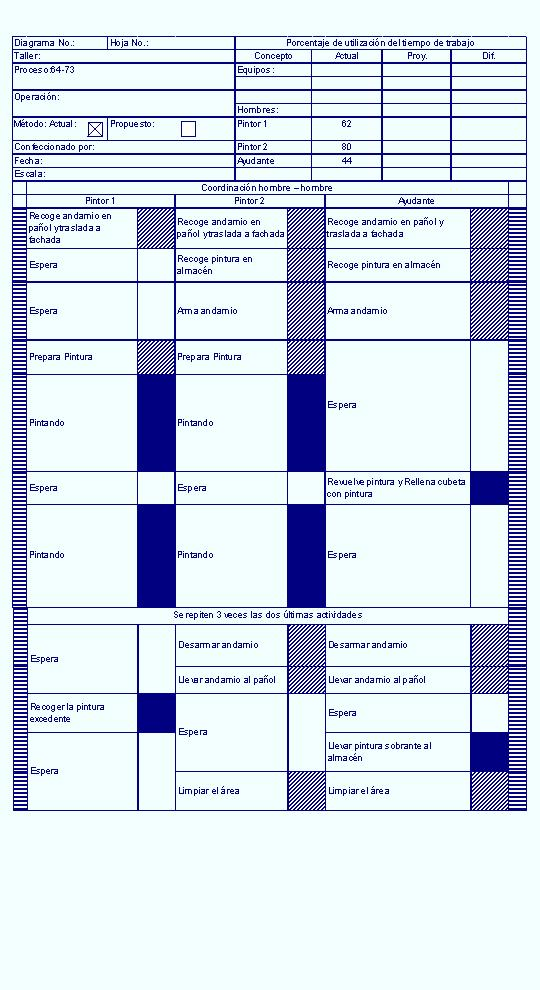 Diagrama No.: Hoja No.: Porcentaje de utilización del tiempo de trabajo
Taller: Concepto Actual Proy. Dif.
Proceso:64-73 Equipos:
Operación:
Hombres:
Método: Actual: Propuesto: Pintor 1 62
Confeccionado por: Pintor 2 80
Fecha: Ayudante 44
Escala:
Coordinación hombre – hombre
Pintor 1 Pintor 2 Ayudante
Recoge andamio en
pañol ytraslada a
fachada
Recoge andamio en
pañol ytraslada a fachada
Recoge andamio en pañol y
traslada a fachada
Espera
Recoge pintura en
almacén
Recoge pintura en almacén
Espera Arma andamio Arma andamio
Prepara Pintura Prepara Pintura
Espera
Pintando Pintando
Espera Espera
Revuelve pintura y Rellena cubeta
con pintura
Pintando Pintando Espera
Se repiten 3 veces las dos últimas actividades
Espera
Desarmar andamio Desarmar andamio
Llevar andamio al pañol Llevar andamio al pañol
Recoger la pintura
excedente
Espera
Espera
Llevar pintura sobrante al
almacén
Espera
Limpiar el área Limpiar el área